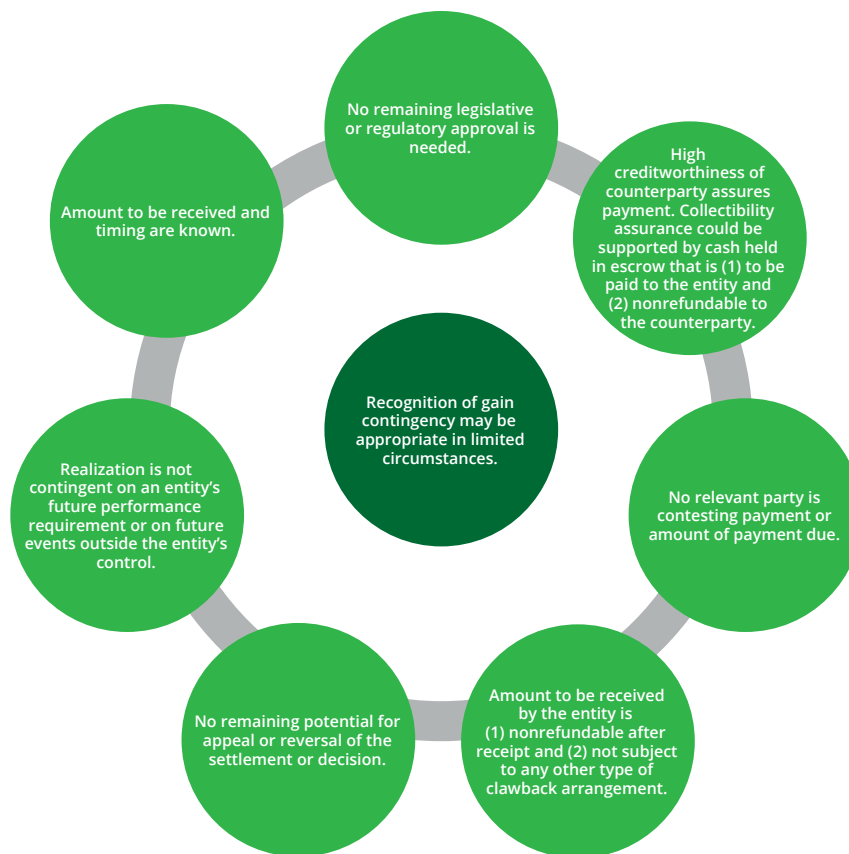 No remaining legislative
or regulatory approval is
needed.
High
creditworthiness of
counterparty assures
payment. Collectibility
assurance could be
supported by cash held
in escrow that is (1) to be
paid to the entity and
(2) nonrefundable to
the counterparty.
No relevant party is
contesting payment or
amount of payment due.
Amount to be received
by the entity is
(1) nonrefundable after
receipt and (2) not subject
to any other type of
clawback arrangement.
No remaining potential for
appeal or reversal of the
settlement or decision.
Realization is not
contingent on an entity’s
future performance
requirement or on future
events outside the entity’s
control.
Amount to be received and
timing are known.
Recognition of gain
contingency may be
appropriate in limited
circumstances.